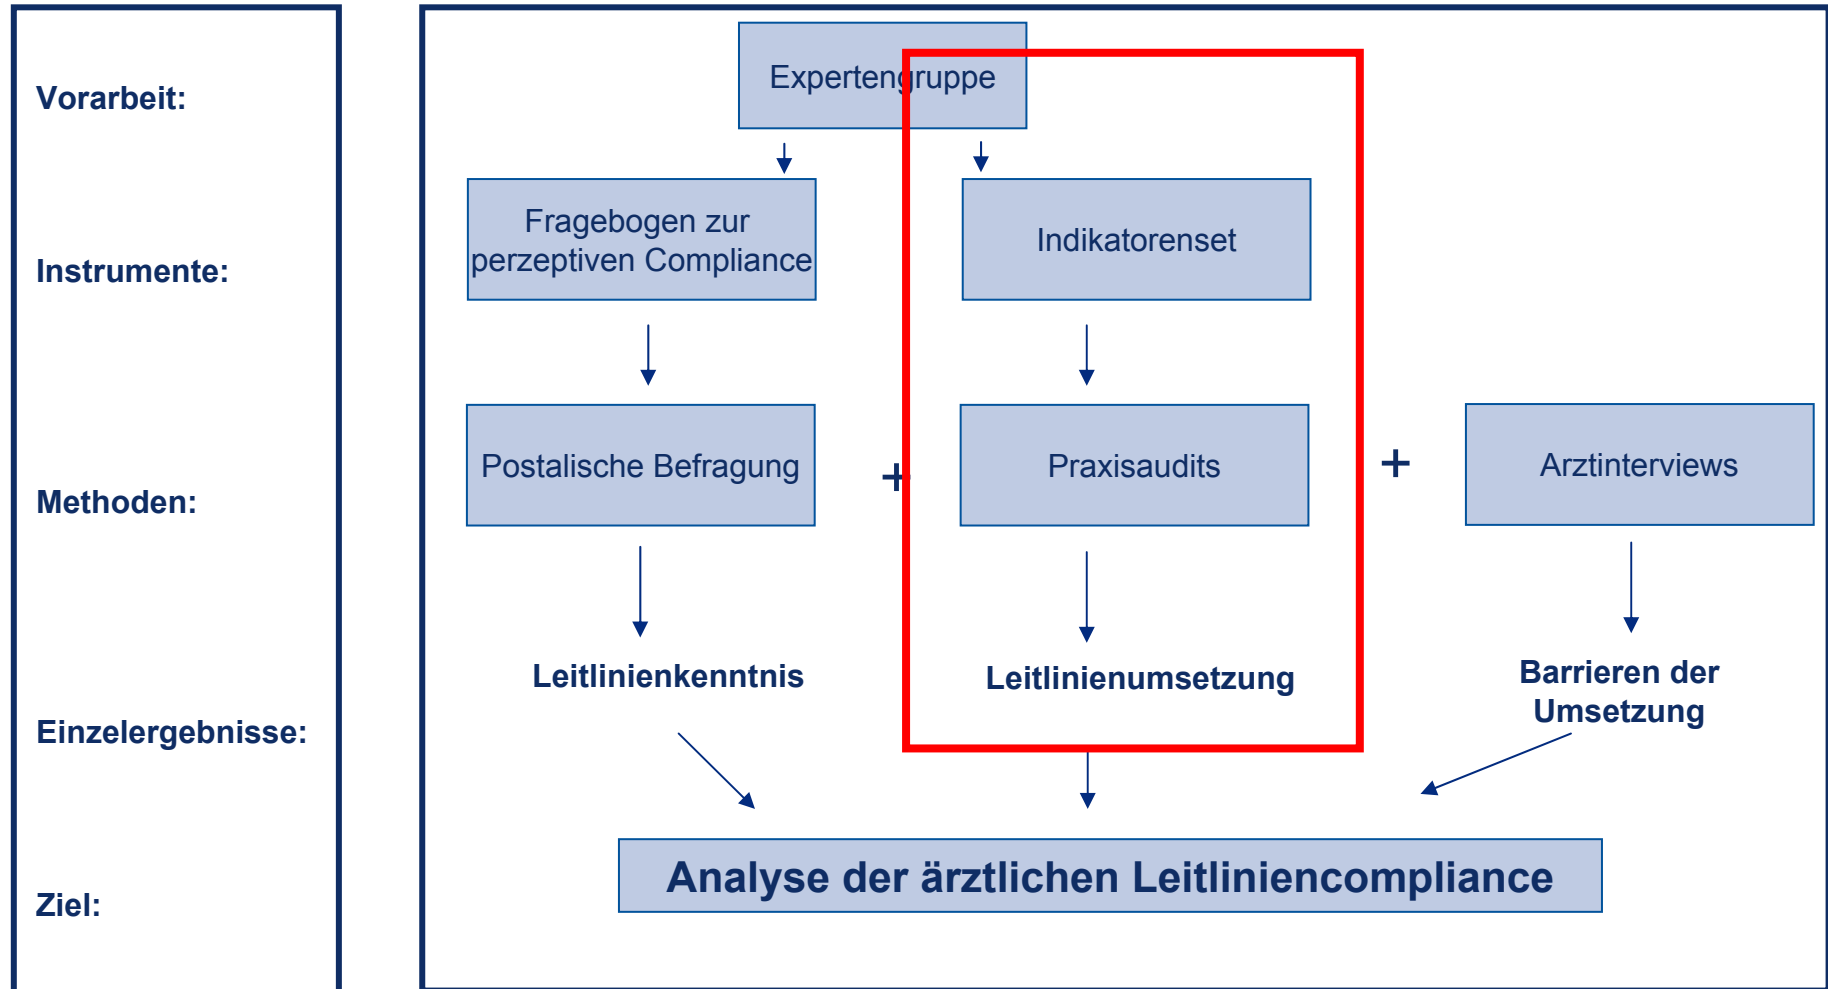 Vorarbeit:
Expertengruppe
Instrumente:
Fragebogen zur
perzeptiven Compliance
Indikatorenset
Methoden:
Postalische Befragung
+
Praxisaudits
+
Arztinterviews
Einzelergebnisse:
Leitlinienkenntnis
Leitlinienumsetzung
Barrieren der
Umsetzung
Ziel:
Analyse der ärztlichen Leitliniencompliance